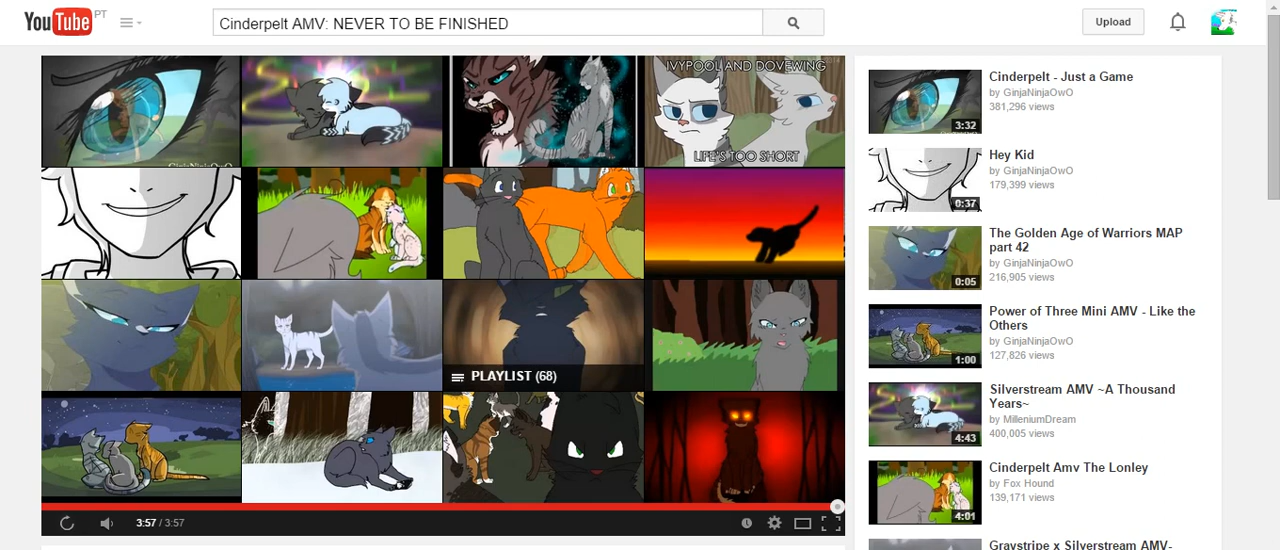 YouTube PT
Cinderpelt AMV: NEVER TO BE FINISHED
Upload
GinjaNinjaOwO
IVYPOOL AND DOVEWING
LIFE'S TOO SHORT
PLAYLIST (68)
3:57 / 3:57
3:32
Cinderpelt - Just a Game
by GinjaNinjaOwO
381,296 views
0:37
Hey Kid
by GinjaNinjaOwO
179,399 views
0:05
The Golden Age of Warriors MAP
part 42
by GinjaNinjaOwO
216,905 views
1:00
Power of Three Mini AMV - Like the
Others
by GinjaNinjaOwO
127,826 views
4:43
Silverstream AMV ~A Thousand
Years~
by MilleniumDream
400,005 views
4:01
Cinderpelt Amv The Lonley
by Fox Hound
139,171 views
Graystripe x Silverstream AMV-